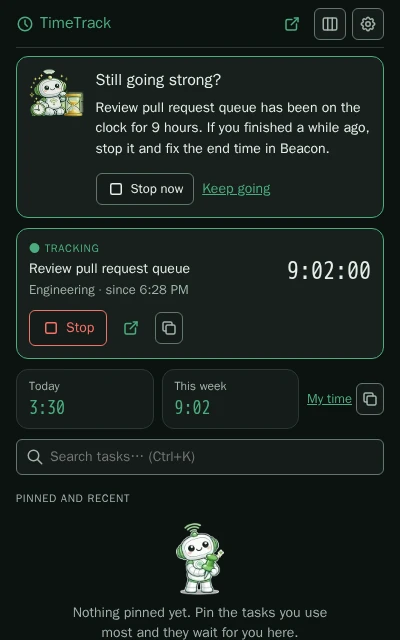 TimeTrack
Still going strong?
Review pull request queue has been on the
clock for 9 hours. If you finished a while ago,
stop it and fix the end time in Beacon.
Stop now
Keep going
TRACKING
Review pull request queue
9:02:00
Engineering · since 6:28 PM
Stop
Today
3:30
This week
9:02
My time
Search tasks··· (Ctrl+K)
PINNED AND RECENT
Nothing pinned yet. Pin the tasks you use
most and they wait for you here.